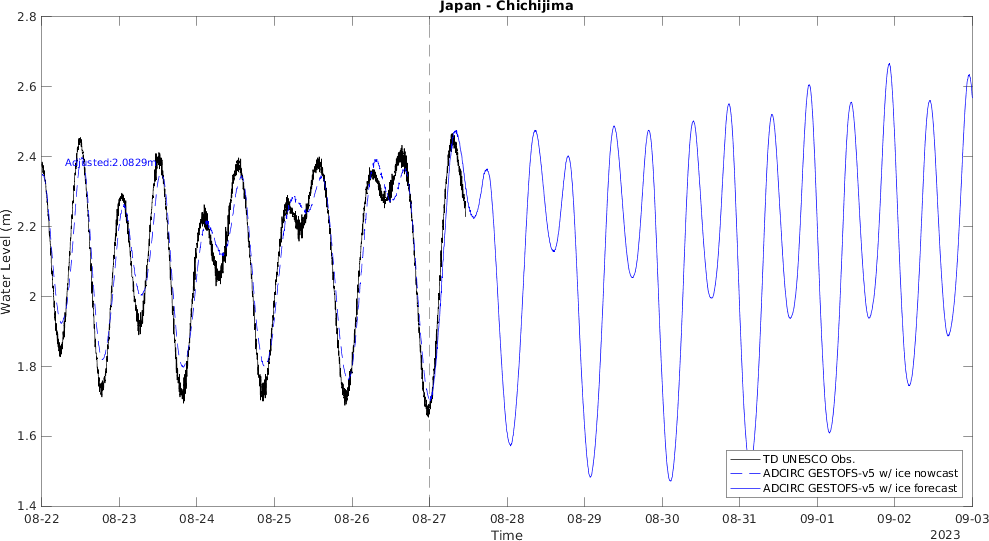 Japan - Chichijima
Water Level (m)
2.8
2.6
2.4
2.2
2
1.8
1.6
1.4
Adjusted:2.0829m
TD UNESCO Obs.
ADCIRC GESTOFS-v5 w/ ice nowcast
ADCIRC GESTOFS-v5 w/ ice forecast
08-22 08-23 08-24 08-25 08-26 08-27 08-28 08-29 08-30 08-31 09-01 09-02 09-03
Time
2023